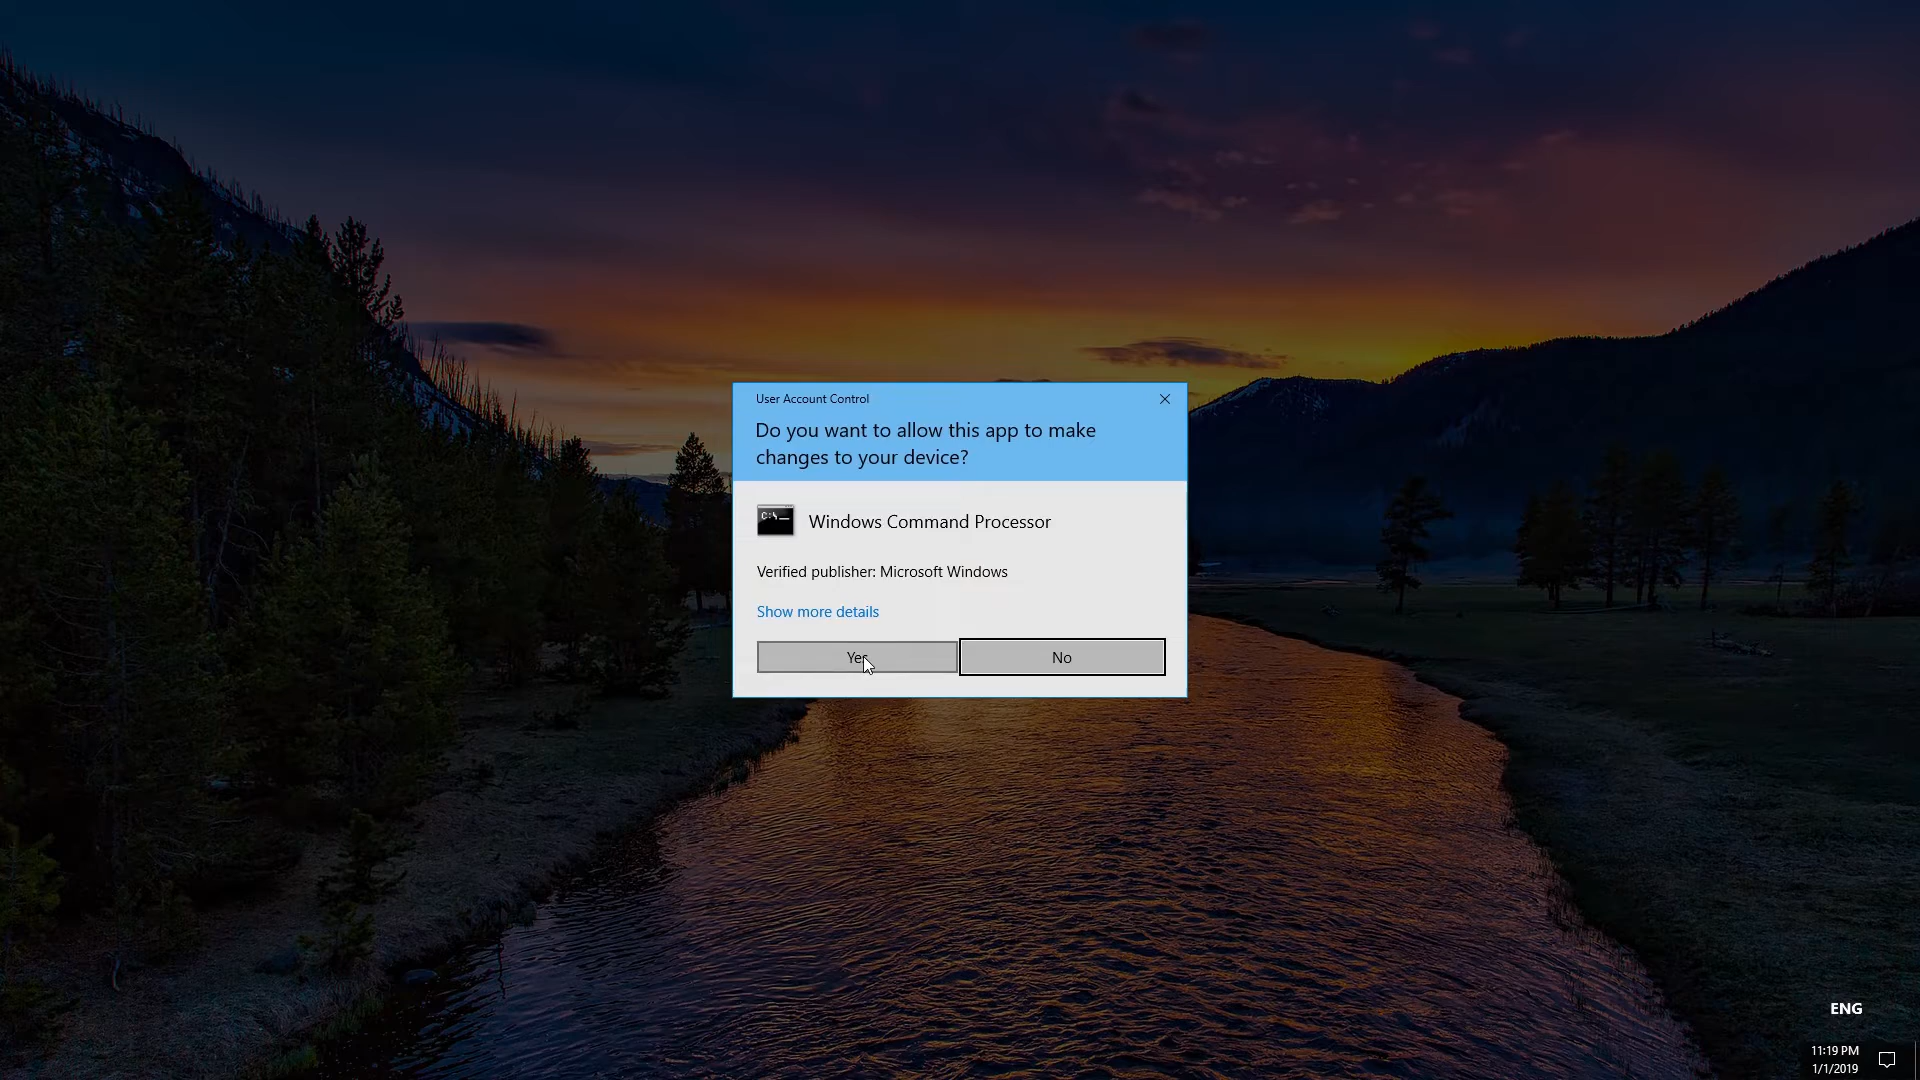 User Account Control
Do you want to allow this app to make
changes to your device?
C:\
Windows Command Processor
Verified publisher: Microsoft Windows
Show more details
Yes
No
ENG
11:19 PM
1/1/2019